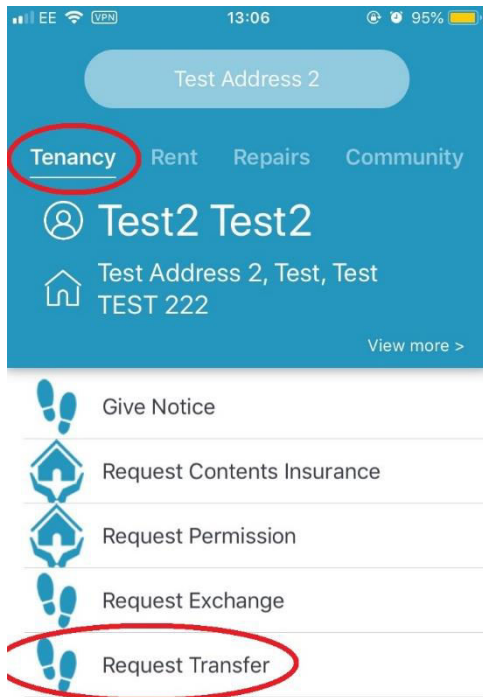 EE VPN 13:06 95%
Test Address 2
Tenancy Rent Repairs Community
Test2 Test2
Test Address 2, Test, Test
TEST 222
View more >
Give Notice
Request Contents Insurance
Request Permission
Request Exchange
Request Transfer